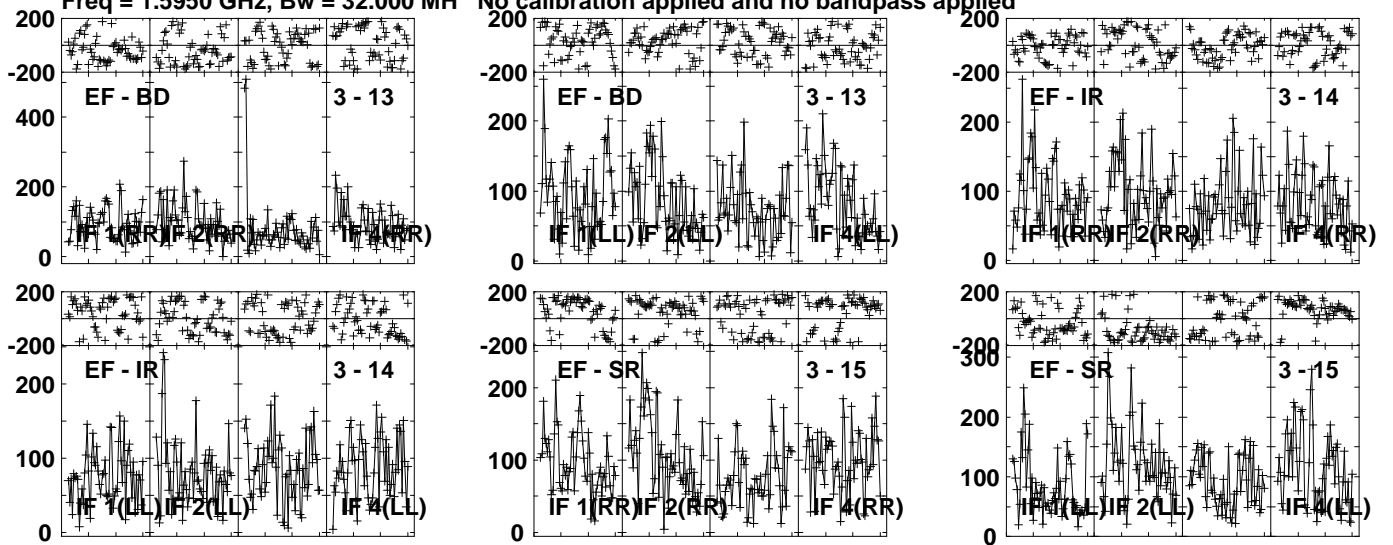 Freq = 1.5950 GHz, Bw = 32.000 MH No calibration applied and no bandpass applied
200
-200
EF - BD
3 - 13
400
200
0
IF 1(RR)
IF 2(RR)
IF 4(RR)
200
-200
EF - BD
3 - 13
200
100
0
IF 1(LL)
IF 2(LL)
IF 4(LL)
200
-200
EF - IR
3 - 14
200
100
0
IF 1(RR)
IF 2(RR)
IF 4(RR)
200
-200
EF - IR
3 - 14
200
100
0
IF 1(LL)
IF 2(LL)
IF 4(LL)
200
-200
EF - SR
3 - 15
200
100
0
IF 1(RR)
IF 2(RR)
IF 4(RR)
200
-200
300
EF - SR
3 - 15
200
100
0
IF 1(LL)
IF 2(LL)
IF 4(LL)